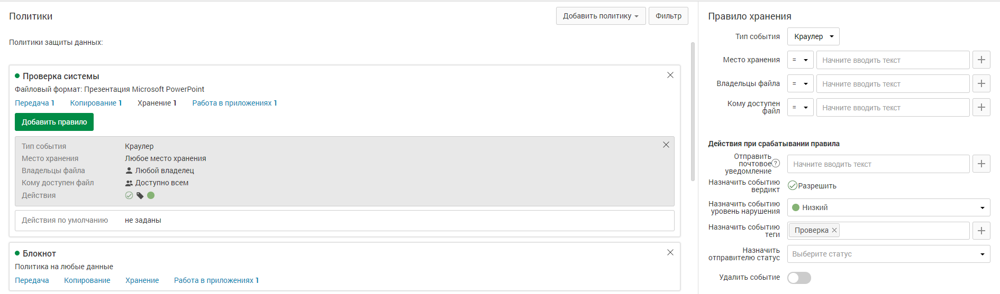 Политики
Добавить политику
Фильтр
Политики защиты данных:
Проверка системы
Файловый формат: Презентация Microsoft PowerPoint
Передача 1 Копирование 1 Хранение 1 Работа в приложениях 1
Добавить правило
Тип события Краулер
Место хранения Любое место хранения
Владельцы файла Любой владелец
Кому доступен файл Доступно всем
Действия
Действия по умолчанию не заданы
Блокнот
Политика на любые данные
Передача Копирование Хранение Работа в приложениях 1
Правило хранения
Тип события Краулер
Место хранения = Начните вводить текст
Владельцы файла = Начните вводить текст
Кому доступен
файл = Начните вводить текст
Действия при срабатывании правила
Отправить
почтовое ? Начните вводить текст
уведомление
Назначить событию
вердикт Разрешить
Назначить событию
уровень нарушения Низкий
Назначить событию
теги Проверка
Назначить
отправителю статус Выберите статус
Удалить событие